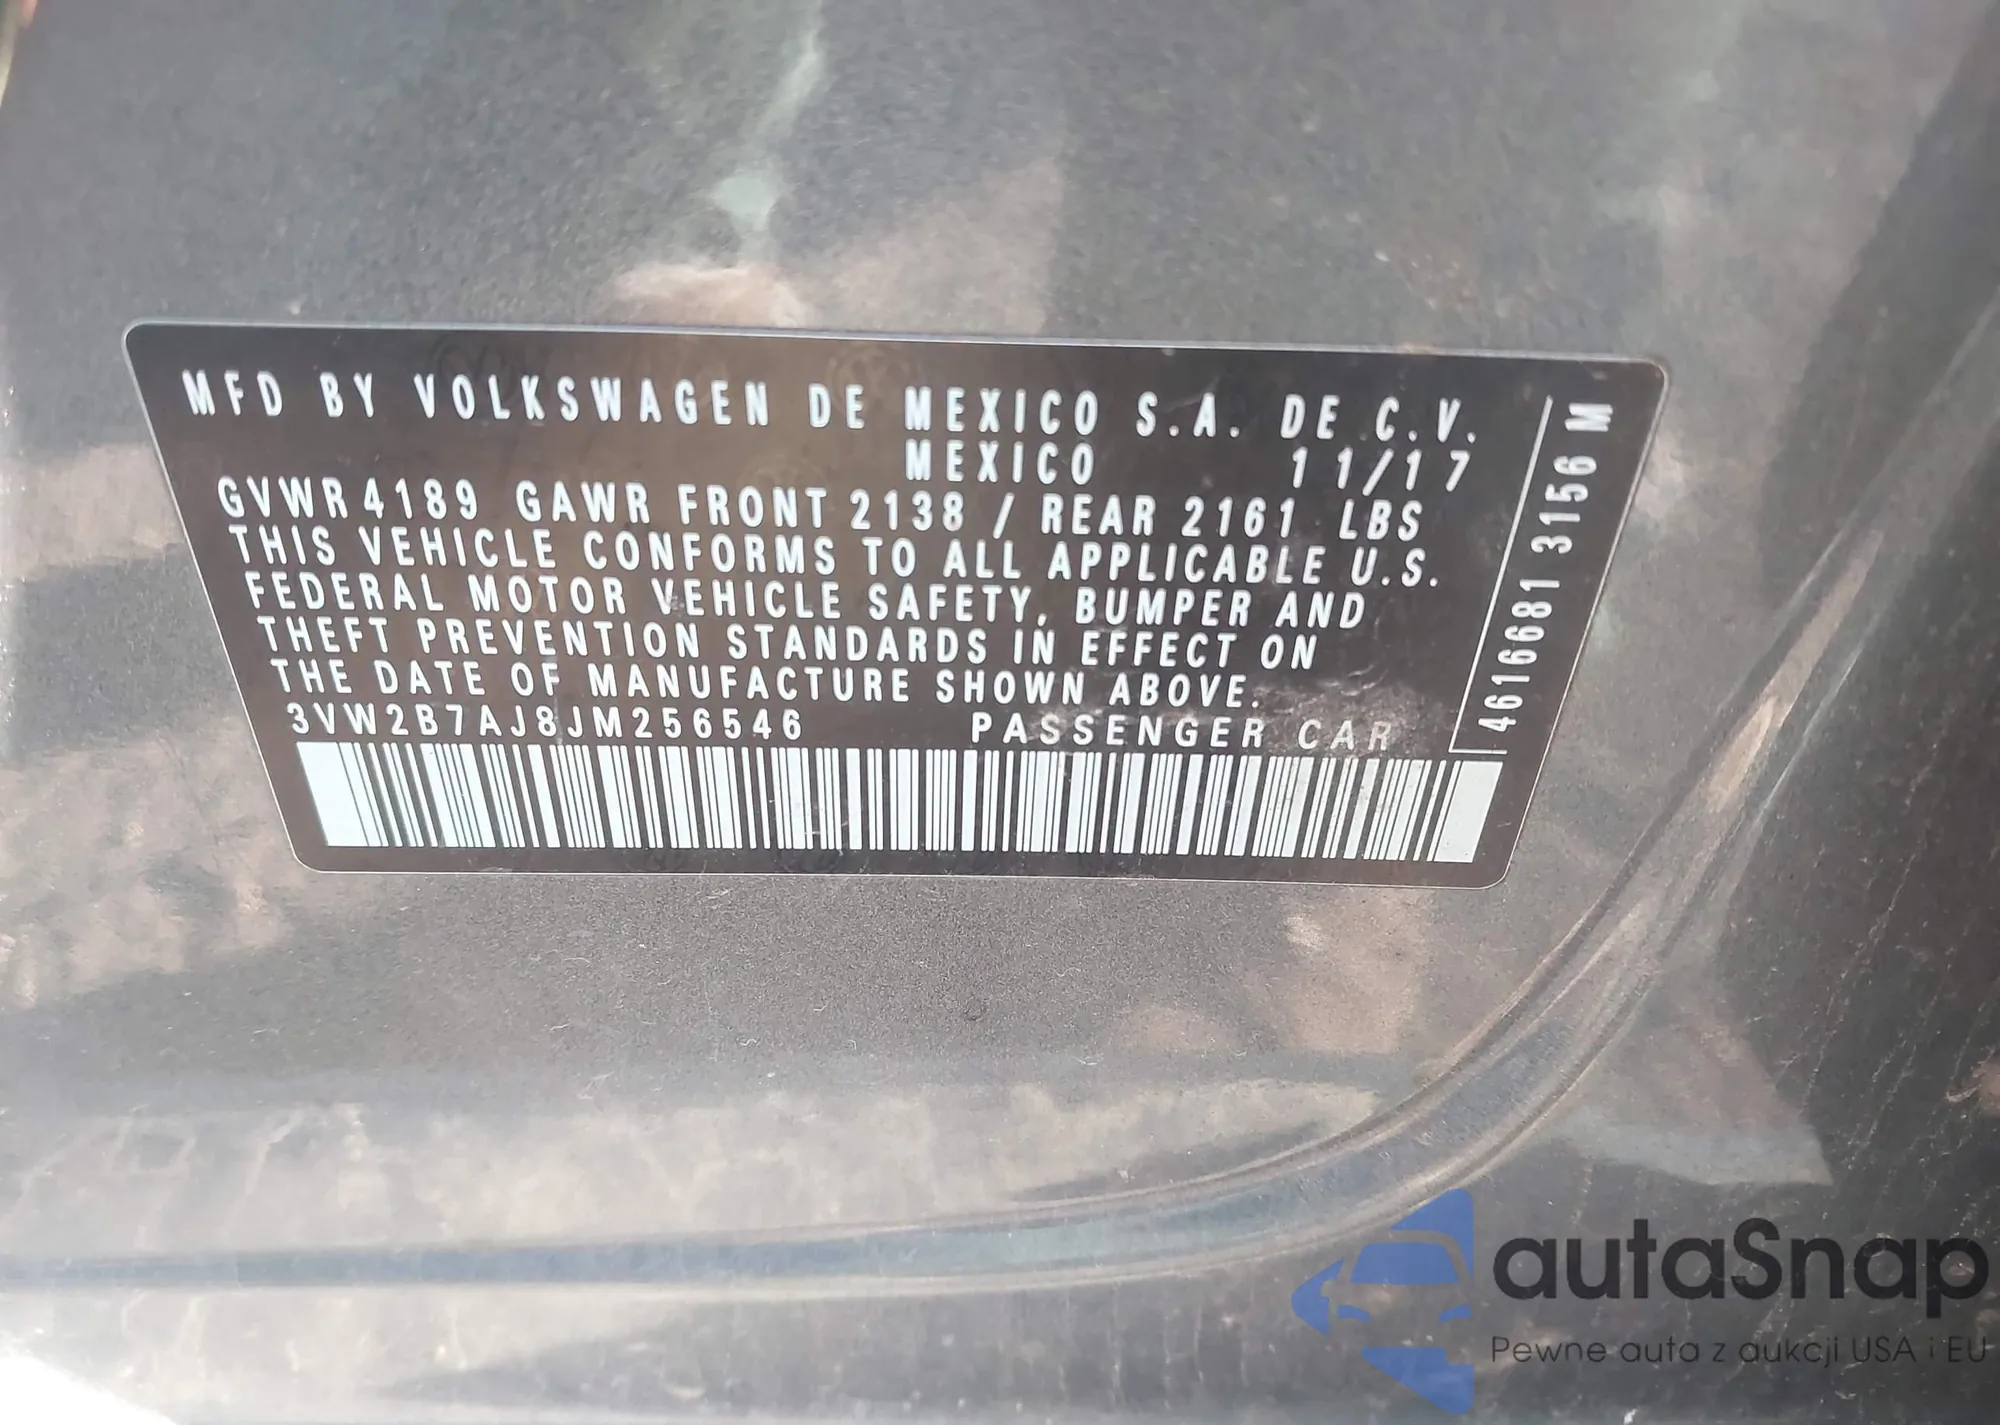 MFD BY VOLKSWAGEN DE MEXICO S.A. DE C.V.
MEXICO 11/17
GVWR 4189 GAWR FRONT 2138 / REAR 2161 LBS
THIS VEHICLE CONFORMS TO ALL APPLICABLE U.S.
FEDERAL MOTOR VEHICLE SAFETY, BUMPER AND
THEFT PREVENTION STANDARDS IN EFFECT ON
THE DATE OF MANUFACTURE SHOWN ABOVE.
3VW2B7AJ8JM256546 PASSENGER CAR
4616681 3156 M
autaSnap
Pewne auta z aukcji USA i EU